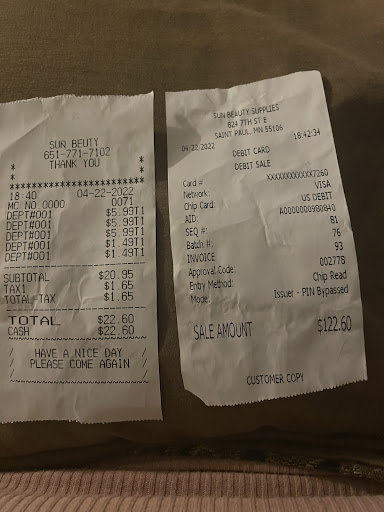 SUN BEUTY
651-771-7102
THANK YOU
18:40 04-22-2022
MC NO 0000 0071
DEPT#001 $5.99T1
DEPT#001 $5.99T1
DEPT#001 $5.99T1
DEPT#001 $1.49T1
DEPT#001 $1.49T1
SUBTOTAL $20.95
TAX1 $1.65
TOTAL-TAX $1.65
TOTAL $22.60
CASH $22.60
HAVE A NICE DAY
PLEASE COME AGAIN
SUN BEAUTY SUPPLIES
824 7TH ST E
SAINT PAUL, MN 55106
04/22/2022 18:42:34
DEBIT CARD
DEBIT SALE
Card # XXXXXXXXXXXX7260
Network: VISA
Chip Card: US DEBIT
AID: A0000000980840
SEQ #: 81
Batch #: 76
INVOICE 93
Approval Code: 002778
Entry Method: Chip Read
Mode: Issuer - PIN Bypassed
SALE AMOUNT $122.60
CUSTOMER COPY